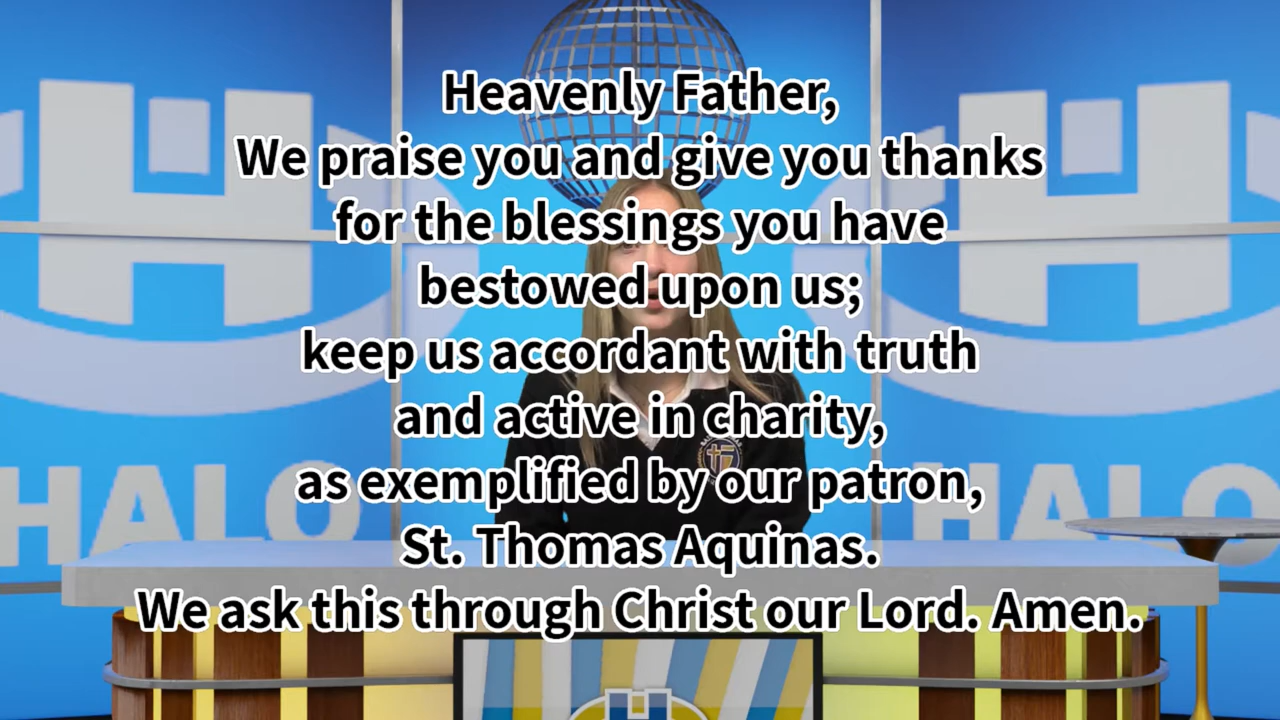 Heavenly Father,
We praise you and give you thanks
for the blessings you have
bestowed upon us;
keep us accordant with truth
and active in charity,
as exemplified by our patron,
St. Thomas Aquinas.
We ask this through Christ our Lord. Amen.
HALO
HALO